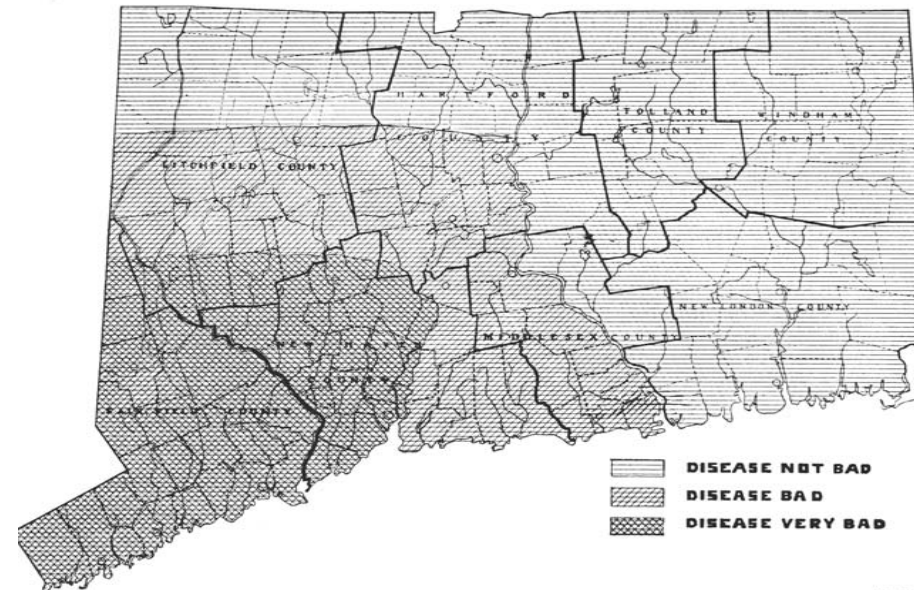 HARTFORD
COUNTY
TOLLAND
COUNTY
WINDHAM
COUNTY
LITCHFIELD COUNTY
NEW LONDON COUNTY
NEW HAVEN
COUNTY
MIDDLESEX COUNTY
FAIRFIELD COUNTY
DISEASE NOT BAD
DISEASE BAD
DISEASE VERY BAD